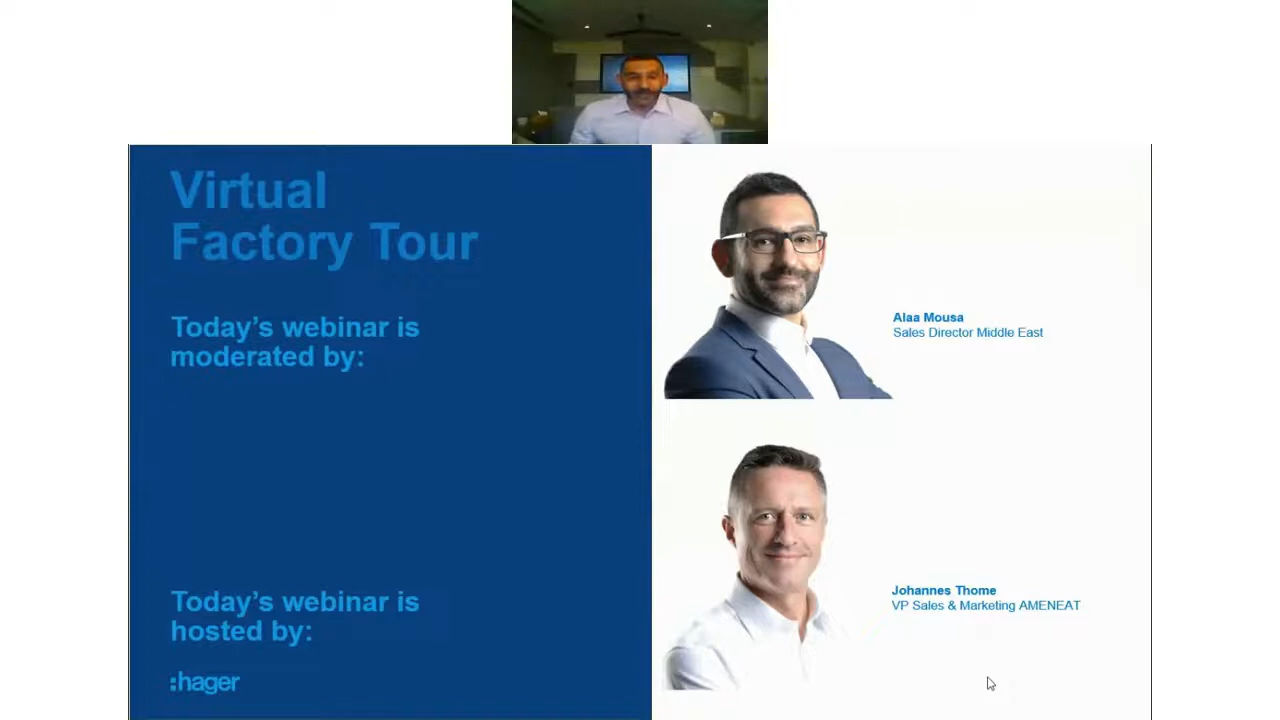 Virtual
Factory Tour
Today's webinar is
moderated by:
Alaa Mousa
Sales Director Middle East
Today's webinar is
hosted by:
Johannes Thome
VP Sales & Marketing AMENEAT
:hager